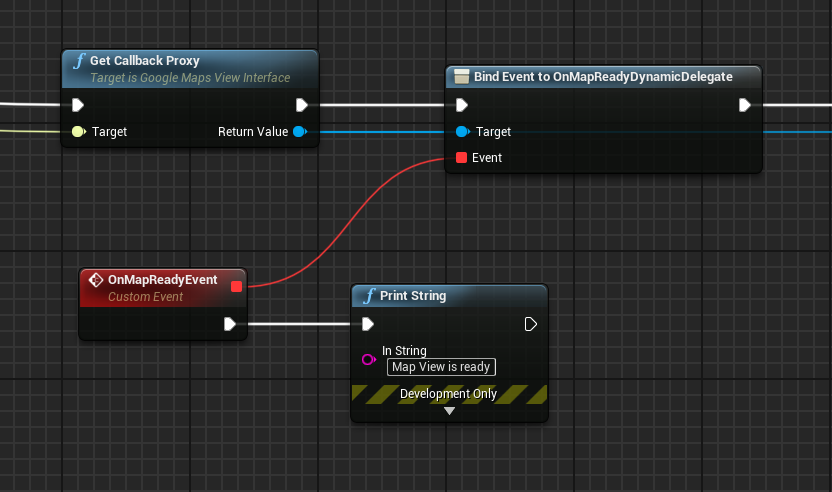 Get Callback Proxy
Target is Google Maps View Interface
Target
Return Value
Bind Event to OnMapReadyDynamicDelegate
Target
Event
OnMapReadyEvent
Custom Event
Print String
In String
Map View is ready
Development Only